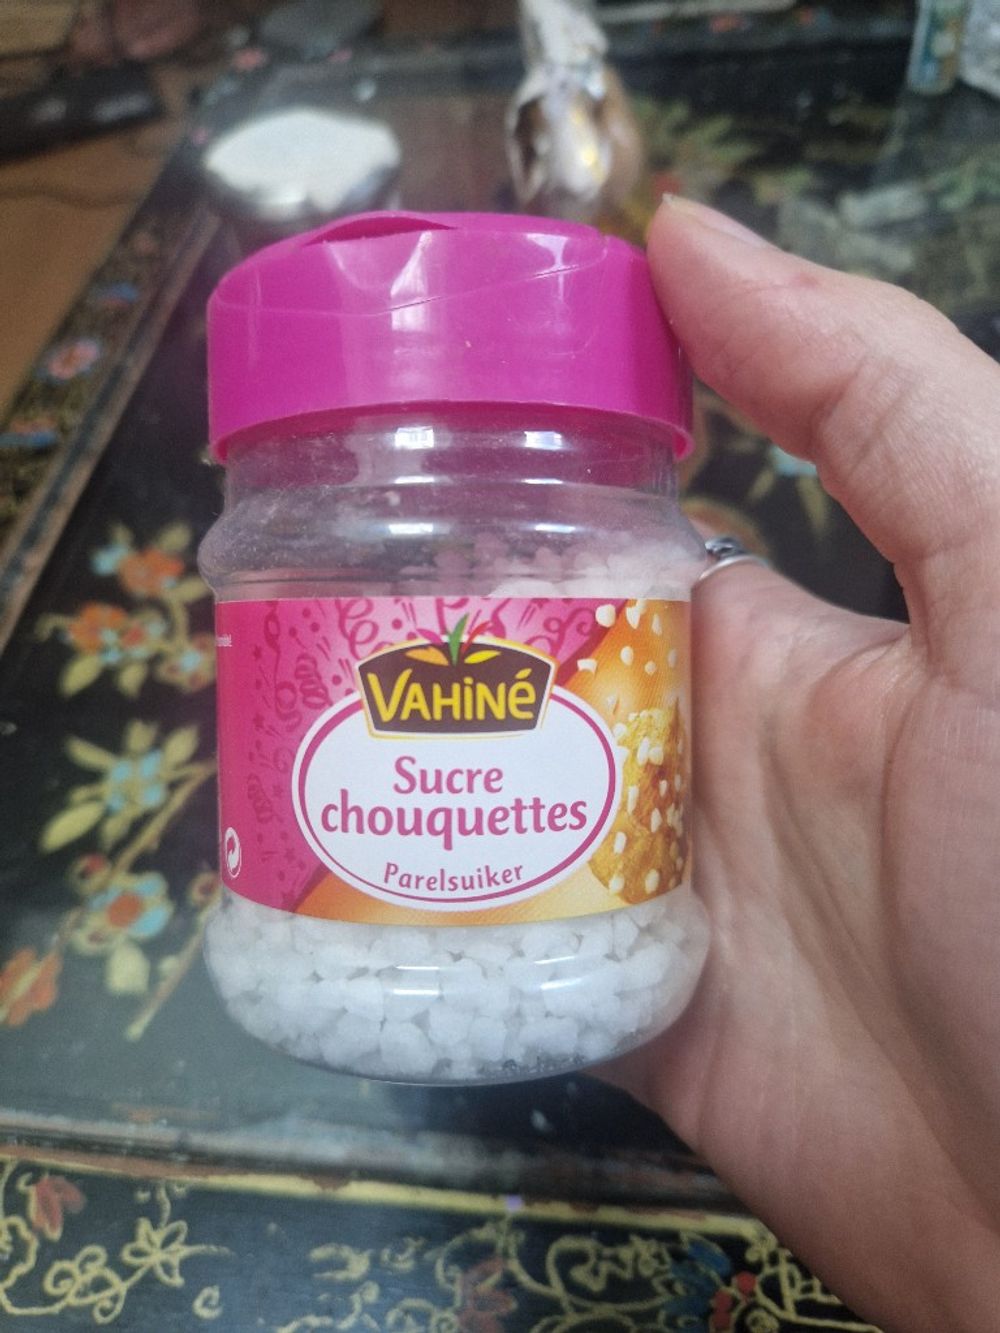 VAHiNé
Sucre
chouquettes
Parelsuiker